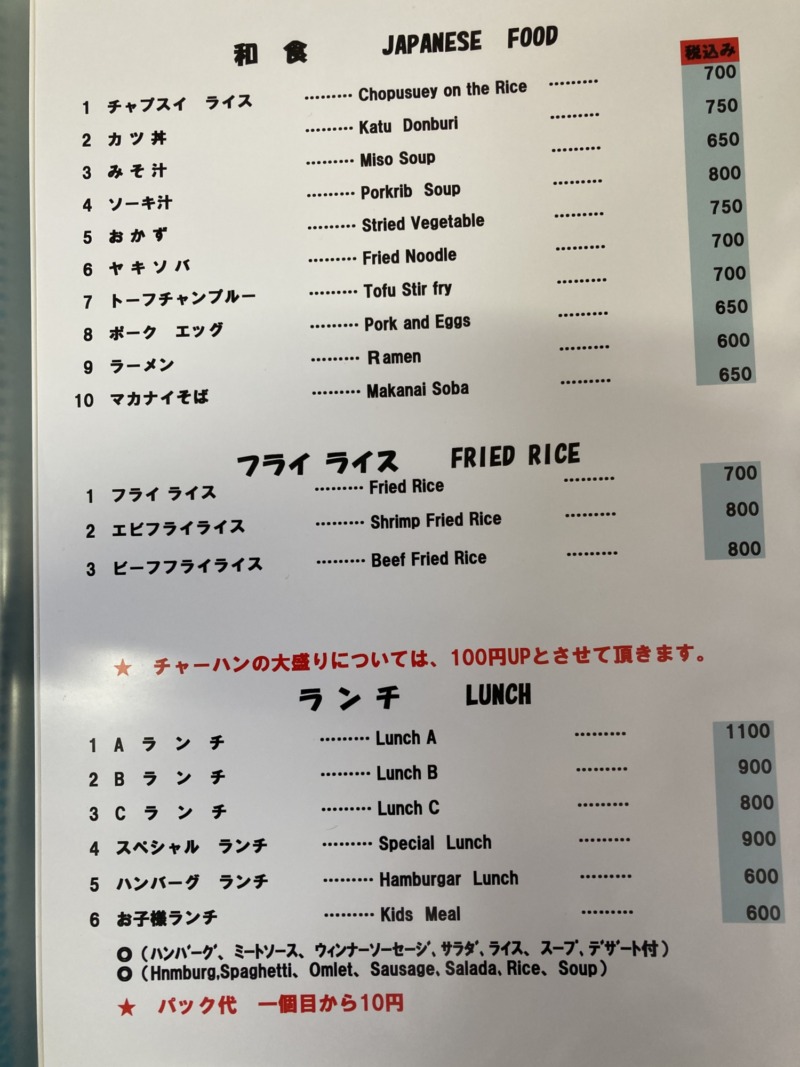 和 食 JAPANESE FOOD 税込み
1 チャプスイ ライス ········· Chopusuey on the Rice ········· 700
2 カツ丼 ········· Katu Donburi ········· 750
3 みそ汁 ········· Miso Soup ········· 650
4 ソーキ汁 ········· Porkrib Soup ········· 800
5 おかず ········· Stried Vegetable ········· 750
6 ヤキソバ ········· Fried Noodle ········· 700
7 トーフチャンプルー ········· Tofu Stir fry ········· 700
8 ポーク エッグ ········· Pork and Eggs ········· 650
9 ラーメン ········· Ramen ········· 600
10 マカナイそば ········· Makanai Soba ········· 650
フライ ライス FRIED RICE
1 フライ ライス ········· Fried Rice ········· 700
2 エビフライライス ········· Shrimp Fried Rice ········· 800
3 ビーフフライライス ········· Beef Fried Rice ········· 800
★ チャーハンの大盛りについては、100円UPとさせて頂きます。
ランチ LUNCH
1 A ラ ン チ ········· Lunch A ········· 1100
2 B ラ ン チ ········· Lunch B ········· 900
3 C ラ ン チ ········· Lunch C ········· 800
4 スペシャル ランチ ········· Special Lunch ········· 900
5 ハンバーグ ランチ ········· Hamburgar Lunch ········· 600
6 お子様ランチ ········· Kids Meal ········· 600
◎ (ハンバーグ、ミートソース、ウィンナーソーセージ、サラダ、ライス、スープ、デザート付)
◎ (Hnmburg,Spaghetti、Omlet、Sausage、Salada、Rice、Soup)
★ パック代 一個目から10円